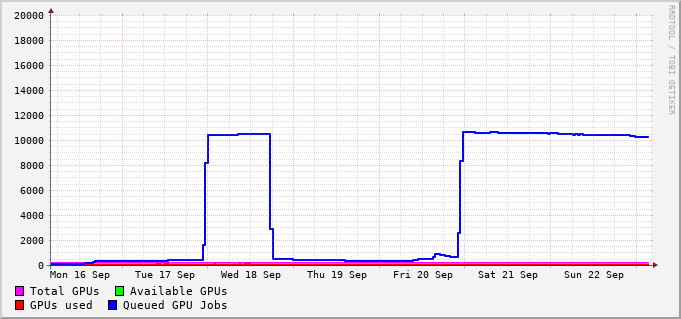 20000
18000
16000
14000
12000
10000
8000
6000
4000
2000
0
Mon 16 Sep Tue 17 Sep Wed 18 Sep Thu 19 Sep Fri 20 Sep Sat 21 Sep Sun 22 Sep
Total GPUs Available GPUs
GPUs used Queued GPU Jobs
RRDTOOL / TOBI OETIKER